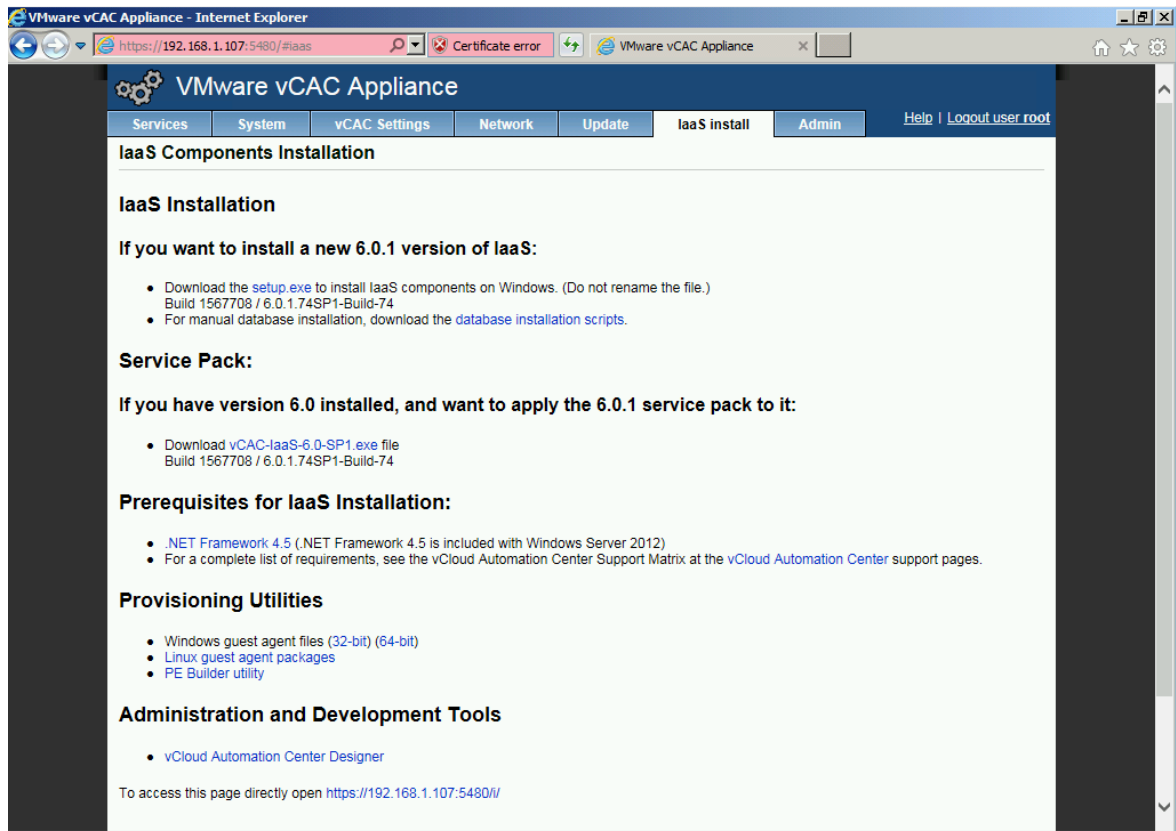 VMware vCAC Appliance - Internet Explorer
https://192.168.1.107:5480/#iaas
Certificate error
VMware vCAC Appliance
VMware vCAC Appliance
Services
System
vCAC Settings
Network
Update
IaaS install
Admin
Help | Logout user root
IaaS Components Installation
IaaS Installation
If you want to install a new 6.0.1 version of IaaS:
• Download the setup.exe to install IaaS components on Windows. (Do not rename the file.)
Build 1567708 / 6.0.1.74SP1-Build-74
• For manual database installation, download the database installation scripts.
Service Pack:
If you have version 6.0 installed, and want to apply the 6.0.1 service pack to it:
• Download vCAC-IaaS-6.0-SP1.exe file
Build 1567708 / 6.0.1.74SP1-Build-74
Prerequisites for IaaS Installation:
• .NET Framework 4.5 (.NET Framework 4.5 is included with Windows Server 2012)
• For a complete list of requirements, see the vCloud Automation Center Support Matrix at the vCloud Automation Center support pages.
Provisioning Utilities
• Windows guest agent files (32-bit) (64-bit)
• Linux guest agent packages
• PE Builder utility
Administration and Development Tools
• vCloud Automation Center Designer
To access this page directly open https://192.168.1.107:5480/i/